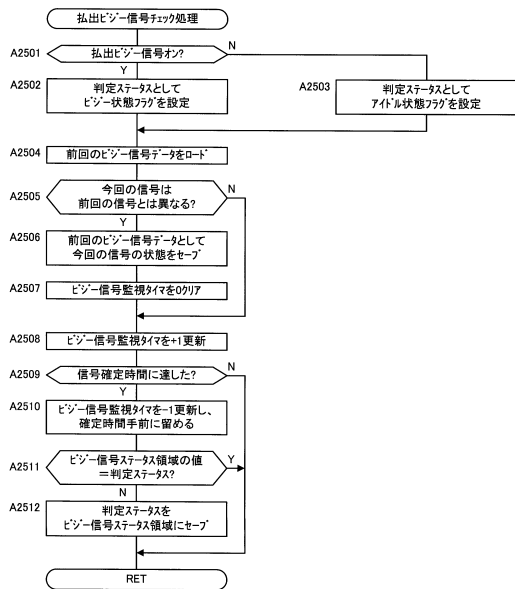 払出ビジー信号チェック処理
A2501
払出ビジー信号オン?
N
Y
A2502
判定ステータスとして
ビジー状態フラグを設定
A2503
判定ステータスとして
アイドル状態フラグを設定
A2504
前回のビジー信号データをロード
A2505
今回の信号は
前回の信号とは異なる?
N
Y
A2506
前回のビジー信号データとして
今回の信号の状態をセーブ
A2507
ビジー信号監視タイマを0クリア
A2508
ビジー信号監視タイマを+1更新
A2509
信号確定時間に達した?
N
Y
A2510
ビジー信号監視タイマを-1更新し、
確定時間手前に留める
A2511
ビジー信号ステータス領域の値
=判定ステータス?
Y
N
A2512
判定ステータスを
ビジー信号ステータス領域にセーブ
RET